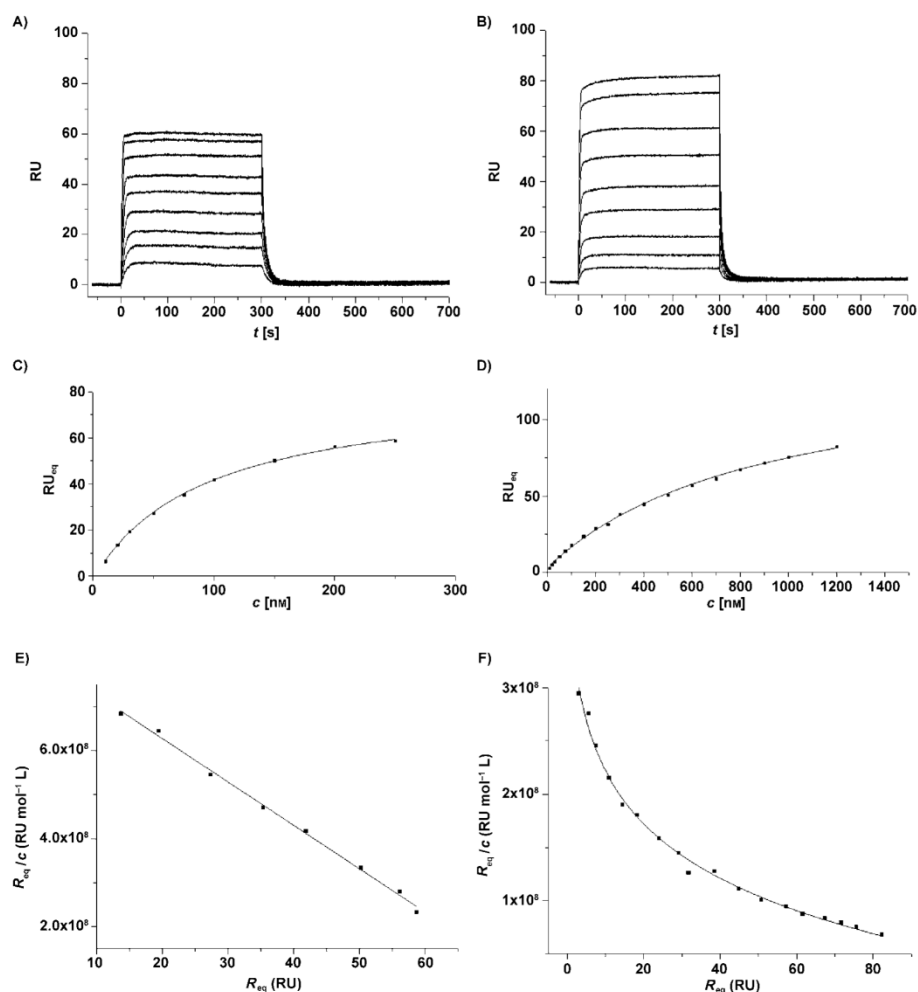 A)
100
80
60
40
20
0
RU
0 100 200 300 400 500 600 700
t [s]
B)
100
80
60
40
20
0
RU
0 100 200 300 400 500 600 700
t [s]
C)
80
60
40
20
0
RUeq
0 100 200 300
c [nM]
D)
100
75
50
25
0
RUeq
0 200 400 600 800 1000 1200 1400
c [nM]
E)
6.0x10⁸
4.0x10⁸
2.0x10⁸
Req /c (RU mol⁻¹ L)
10 20 30 40 50 60
Req (RU)
F)
3x10⁸
2x10⁸
1x10⁸
Req /c (RU mol⁻¹ L)
0 20 40 60 80
Req (RU)